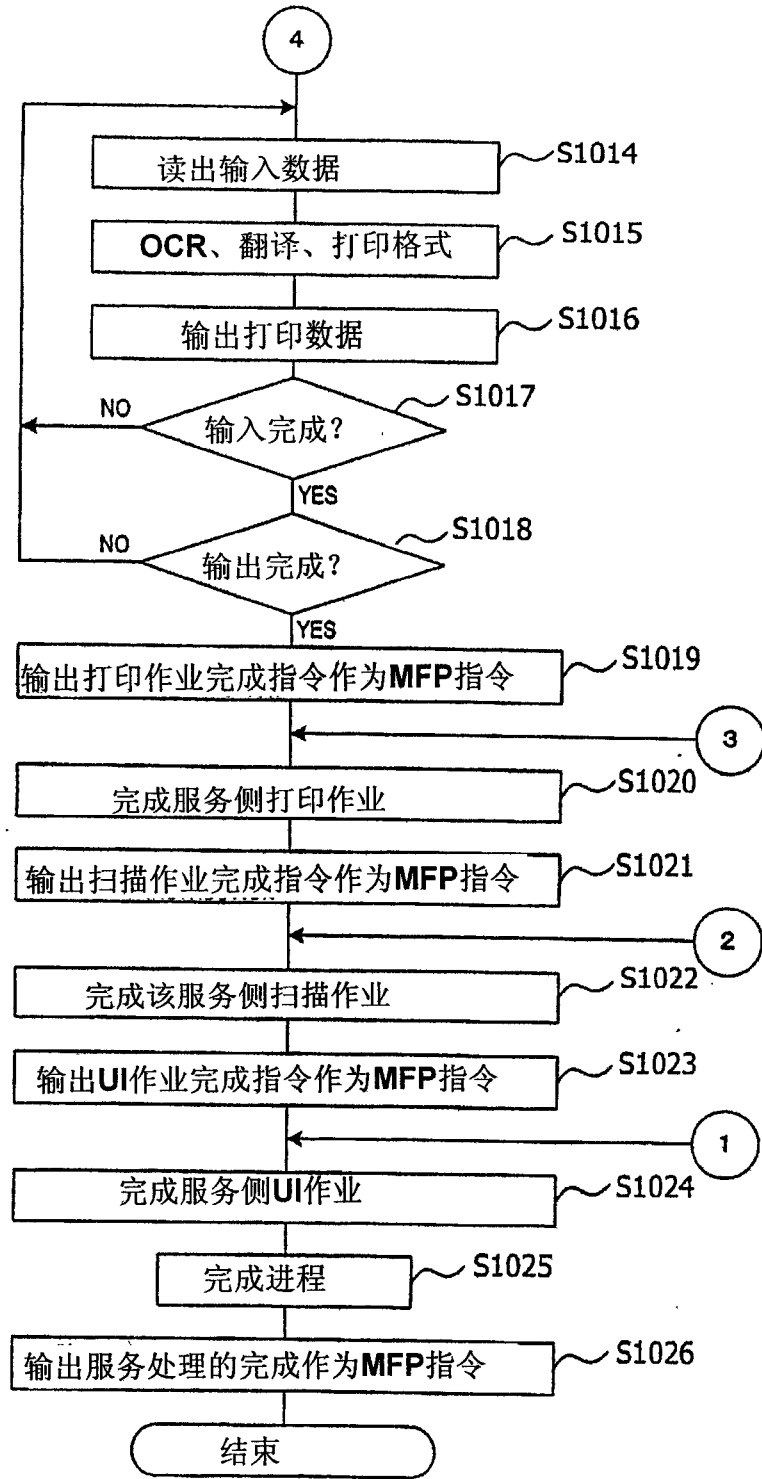 4
读出输入数据
S1014
OCR、翻译、打印格式
S1015
输出打印数据
S1016
输入完成？
S1017
NO
YES
输出完成？
S1018
NO
YES
输出打印作业完成指令作为MFP指令
S1019
3
完成服务侧打印作业
S1020
输出扫描作业完成指令作为MFP指令
S1021
2
完成该服务侧扫描作业
S1022
输出UI作业完成指令作为MFP指令
S1023
1
完成服务侧UI作业
S1024
完成进程
S1025
输出服务处理的完成作为MFP指令
S1026
结束